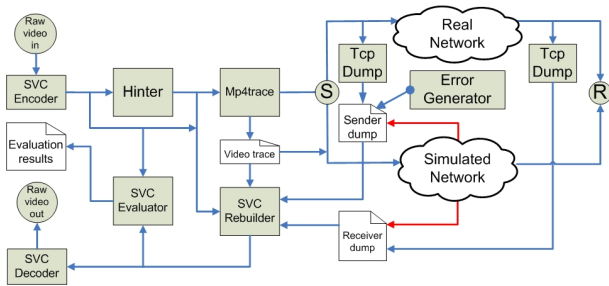 Raw
video
in
SVC
Encoder
Hinter
Mp4trace
S
Real
Network
Tcp
Dump
Tcp
Dump
Error
Generator
R
Sender
dump
Evaluation
results
Video trace
Simulated
Network
Raw
video
out
SVC
Evaluator
SVC
Rebuilder
Receiver
dump
SVC
Decoder